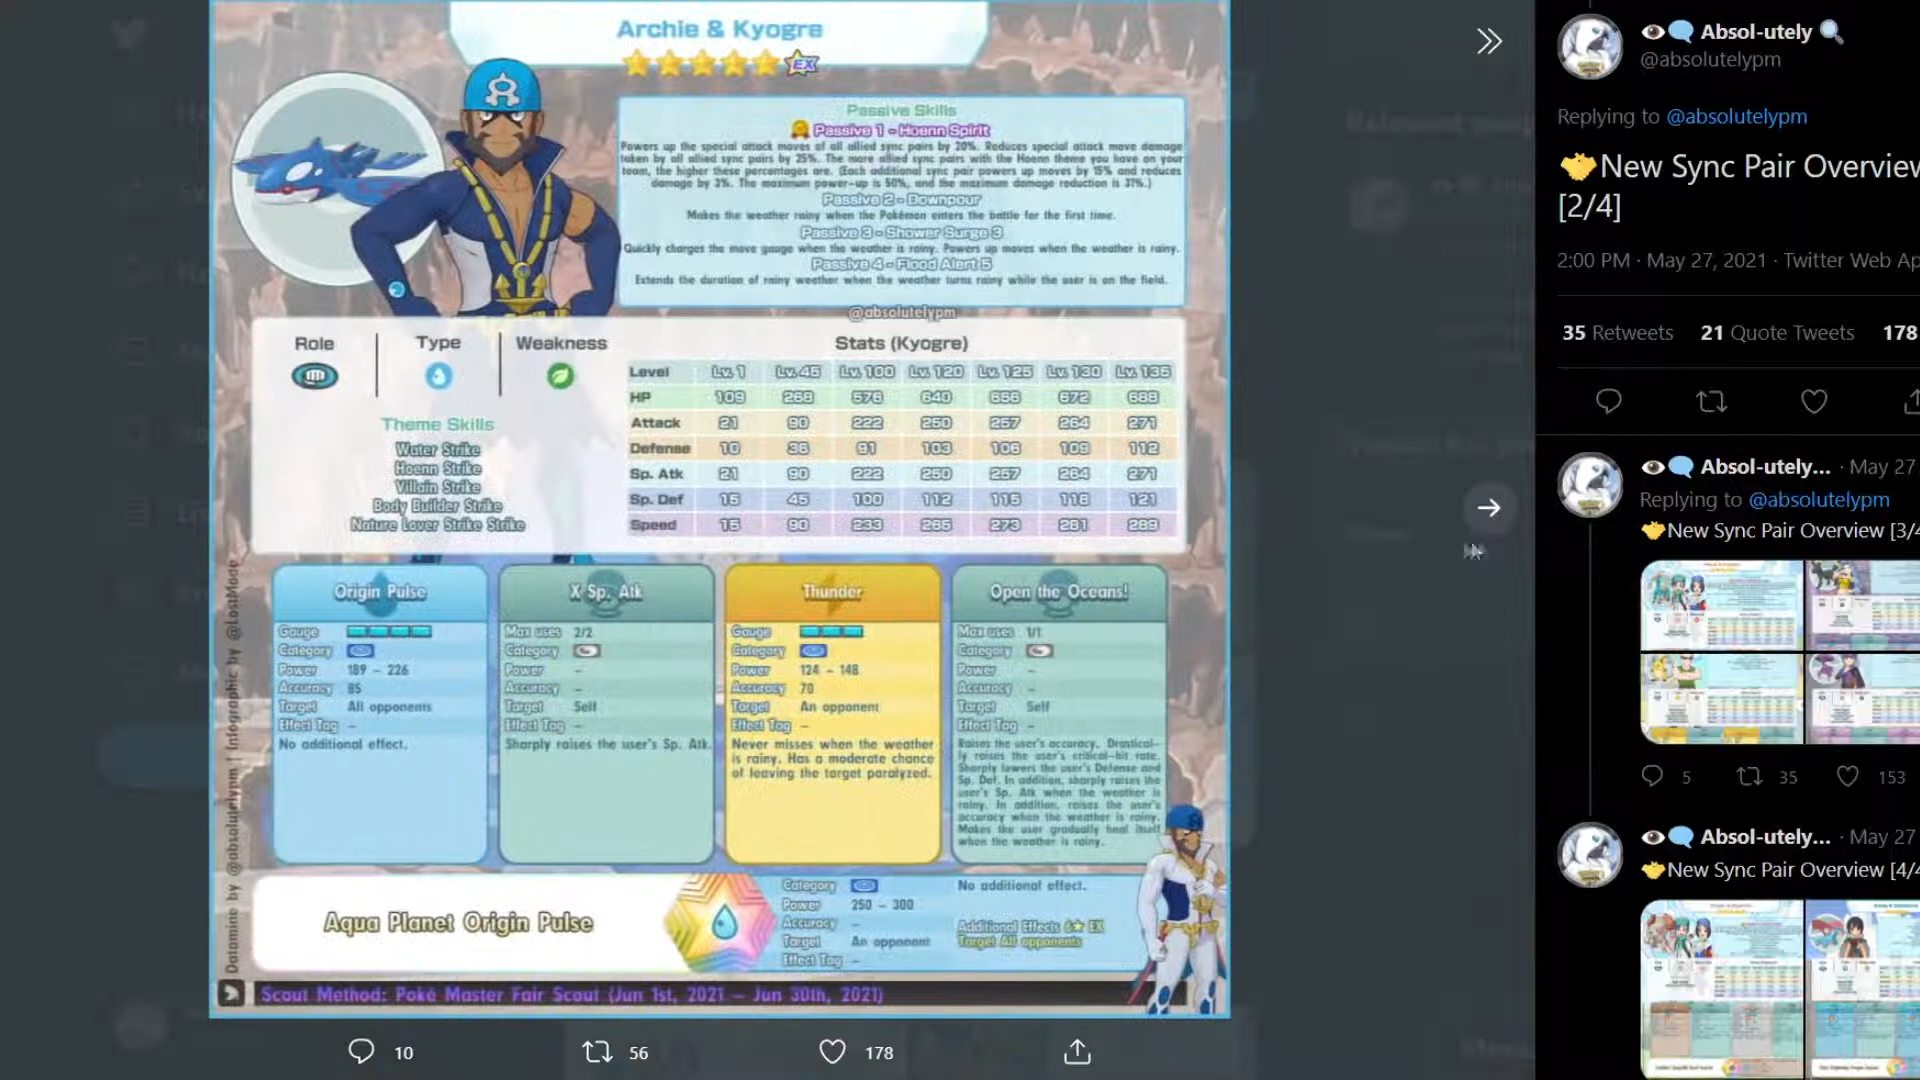 Archie & Kyogre
EX
Passive Skills
Passive 1 - Hoenn Spirit
Powers up the special attack moves of all allied sync pairs by 20%. Reduces special attack move damage
taken by all allied sync pairs by 25%. The more allied sync pairs with the Hoenn theme you have on your
team, the higher these percentages are. (Each additional sync pair powers up moves by 15% and reduces
damage by 3%. The maximum power-up is 50%, and the maximum damage reduction is 31%.)
Passive 2 - Downpour
Makes the weather rainy when the Pokémon enters the battle for the first time.
Passive 3 - Shower Surge 3
Quickly charges the move gauge when the weather is rainy. Powers up moves when the weather is rainy.
Passive 4 - Flood Alert 5
Extends the duration of rainy weather when the weather turns rainy while the user is on the field.
@absolutelypm
Role Type Weakness
Theme Skills
Water Strike
Hoenn Strike
Villain Strike
Body Builder Strike
Nature Lover Strike Strike
Stats (Kyogre)
Level Lv. 1 Lv. 45 Lv. 100 Lv. 120 Lv. 125 Lv. 130 Lv. 135
HP 109 268 576 640 656 672 688
Attack 21 90 222 250 257 264 271
Defense 10 36 91 103 106 109 112
Sp. Atk 21 90 222 250 257 264 271
Sp. Def 15 45 100 112 115 118 121
Speed 15 90 233 265 273 281 289
Datamine by @absolutelypm | Infographic by @LostMode
Origin Pulse
Gauge
Category
Power 189 - 226
Accuracy 85
Target All opponents
Effect Tag -
No additional effect.
X Sp. Atk
Max uses 2/2
Category
Power -
Accuracy -
Target Self
Effect Tag -
Sharply raises the user's Sp. Atk.
Thunder
Gauge
Category
Power 124 - 148
Accuracy 70
Target An opponent
Effect Tag -
Never misses when the weather
is rainy. Has a moderate chance
of leaving the target paralyzed.
Open the Oceans!
Max uses 1/1
Category
Power -
Accuracy -
Target Self
Effect Tag -
Raises the user's accuracy. Drastical-
ly raises the user's critical-hit rate.
Sharply lowers the user's Defense and
Sp. Def. In addition, sharply raises the
user's Sp. Atk when the weather is
rainy. In addition, raises the user's
accuracy when the weather is rainy.
Makes the user gradually heal itself
when the weather is rainy.
Aqua Planet Origin Pulse
Category
Power 250 - 300
Accuracy -
Target An opponent
Effect Tag -
No additional effect.
Additional Effects 6★ EX
Target All opponents
Scout Method: Poké Master Fair Scout (Jun 1st, 2021 - Jun 30th, 2021)
10 56 178
Absol-utely
@absolutelypm
Replying to @absolutelypm
New Sync Pair Overview
[2/4]
2:00 PM · May 27, 2021 · Twitter Web Ap
35 Retweets 21 Quote Tweets 178
Absol-utely... · May 27
Replying to @absolutelypm
New Sync Pair Overview [3/4
5 35 153
Absol-utely... · May 27
New Sync Pair Overview [4/4